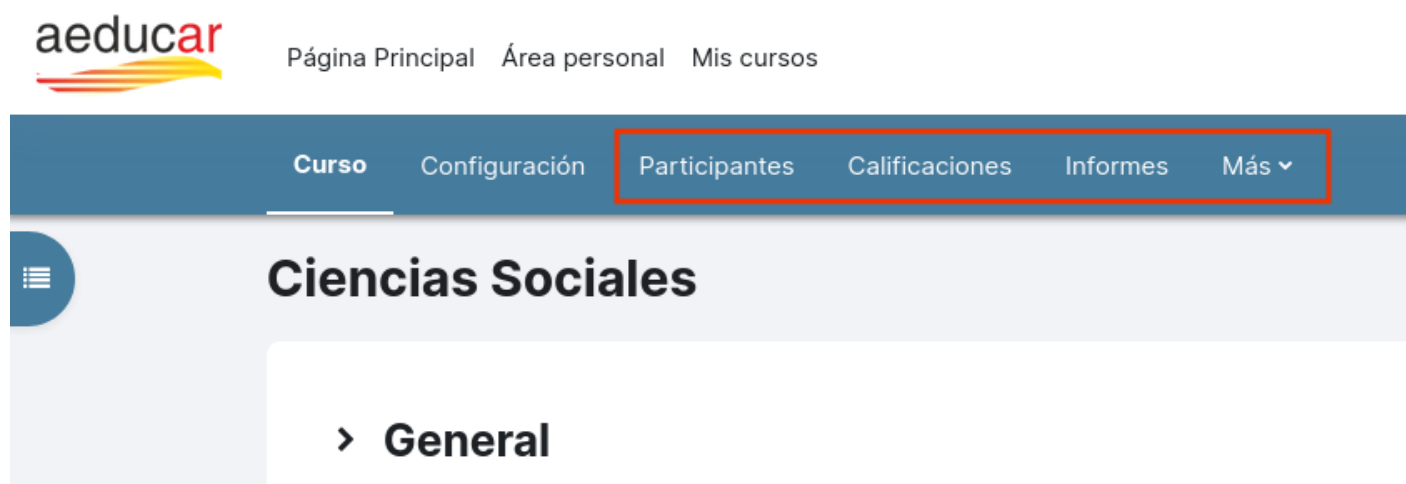 aeducar
Página Principal Área personal Mis cursos
Curso Configuración Participantes Calificaciones Informes Más
Ciencias Sociales
General